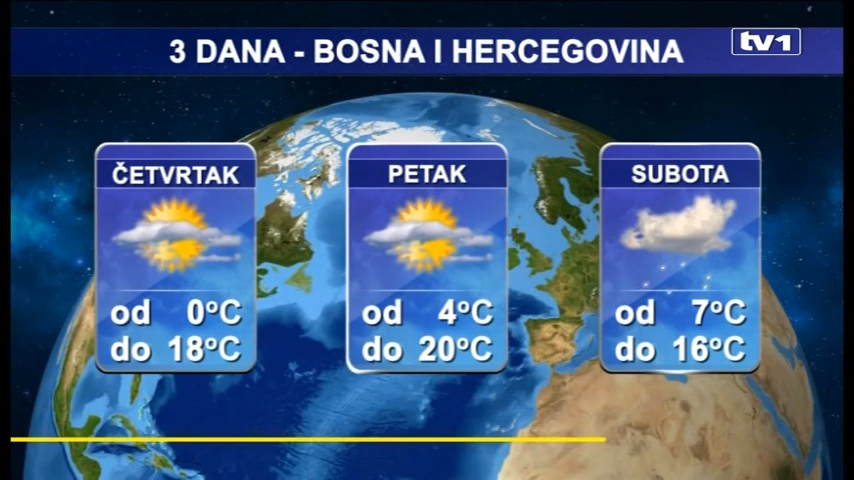 3 DANA - BOSNA I HERCEGOVINA
tv1
ČETVRTAK
od 0°C
do 18°C
PETAK
od 4°C
do 20°C
SUBOTA
od 7°C
do 16°C